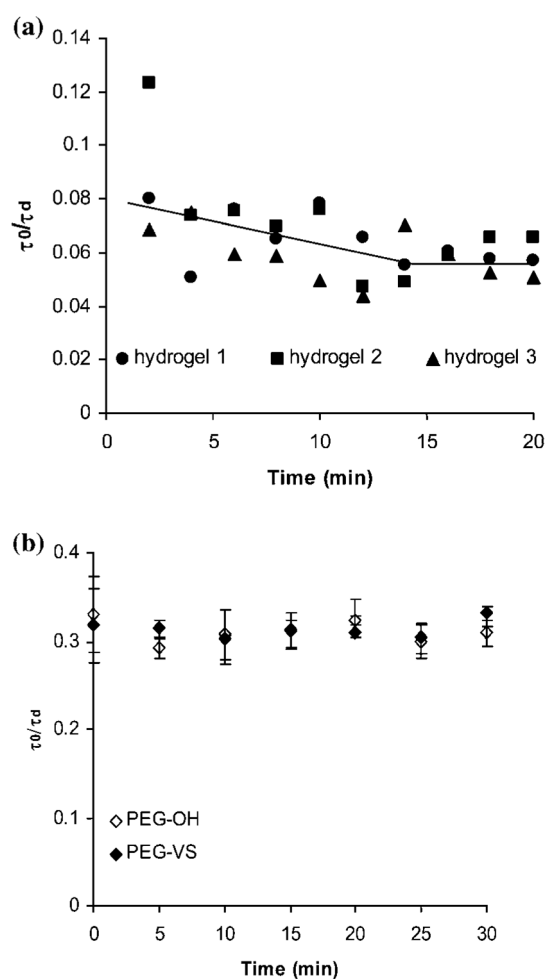 (a)
0.14
0.12
0.1
0.08
0.06
0.04
0.02
0
τ0/τd
hydrogel 1 hydrogel 2 hydrogel 3
5 10 15 20
Time (min)
(b)
0.4
0.3
0.2
0.1
0
τ0/τd
PEG-OH
PEG-VS
0 5 10 15 20 25 30
Time (min)